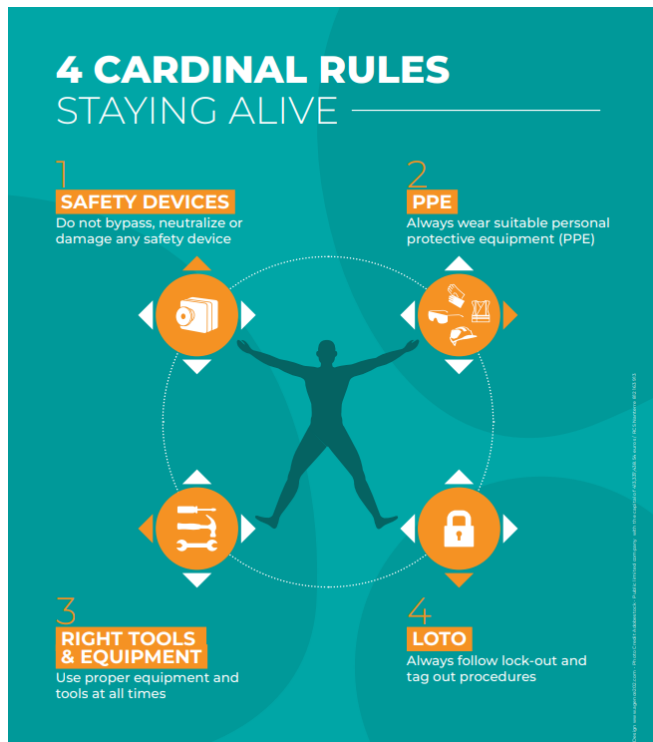 4 CARDINAL RULES
STAYING ALIVE
1
SAFETY DEVICES
Do not bypass, neutralize or
damage any safety device
2
PPE
Always wear suitable personal
protective equipment (PPE)
3
RIGHT TOOLS
& EQUIPMENT
Use proper equipment and
tools at all times
4
LOTO
Always follow lock-out and
tag out procedures